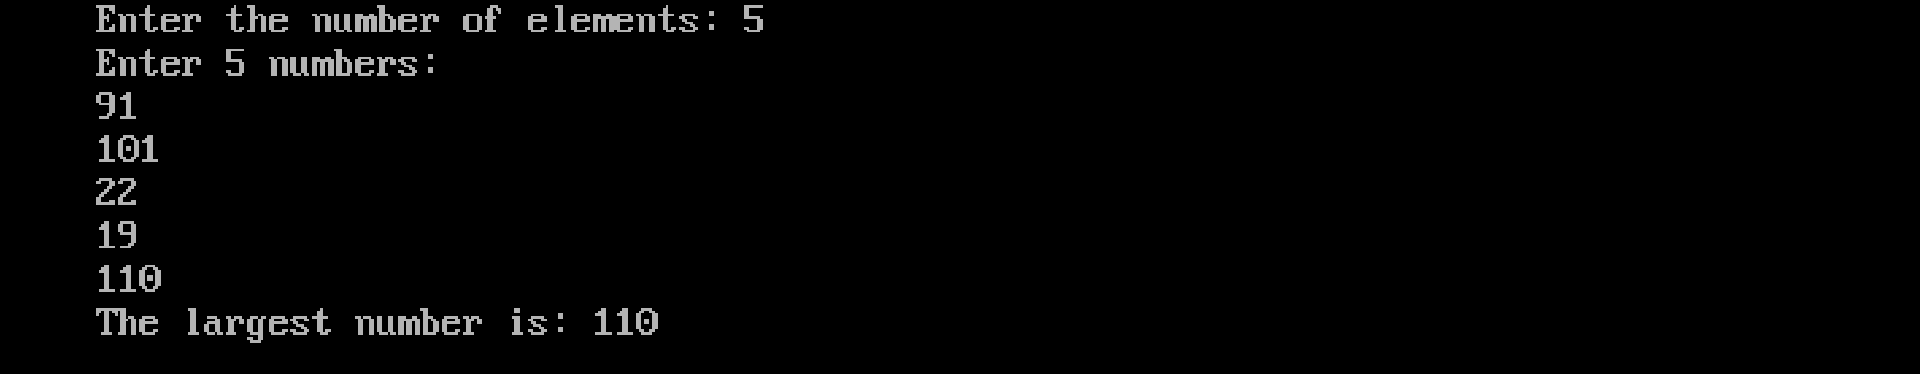 Enter the number of elements: 5
Enter 5 numbers:
91
101
22
19
110
The largest number is: 110